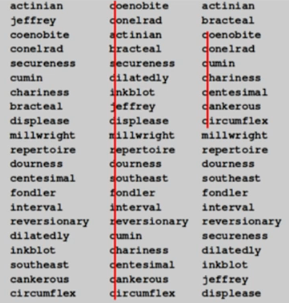 actinian coenobite actinian
jeffrey conelrad bracteal
coenobite actinian coenobite
conelrad bracteal conelrad
secureness secureness cumin
cumin dilatedly chariness
chariness inkblot centesimal
bracteal jeffrey cankerous
displease displease circumflex
millwright millwright millwright
repertoire repertoire repertoire
dourness dourness dourness
centesimal southeast southeast
fondler fondler fondler
interval interval interval
reversionary reversionary reversionary
dilatedly cumin secureness
inkblot chariness dilatedly
southeast centesimal inkblot
cankerous cankerous jeffrey
circumflex circumflex displease